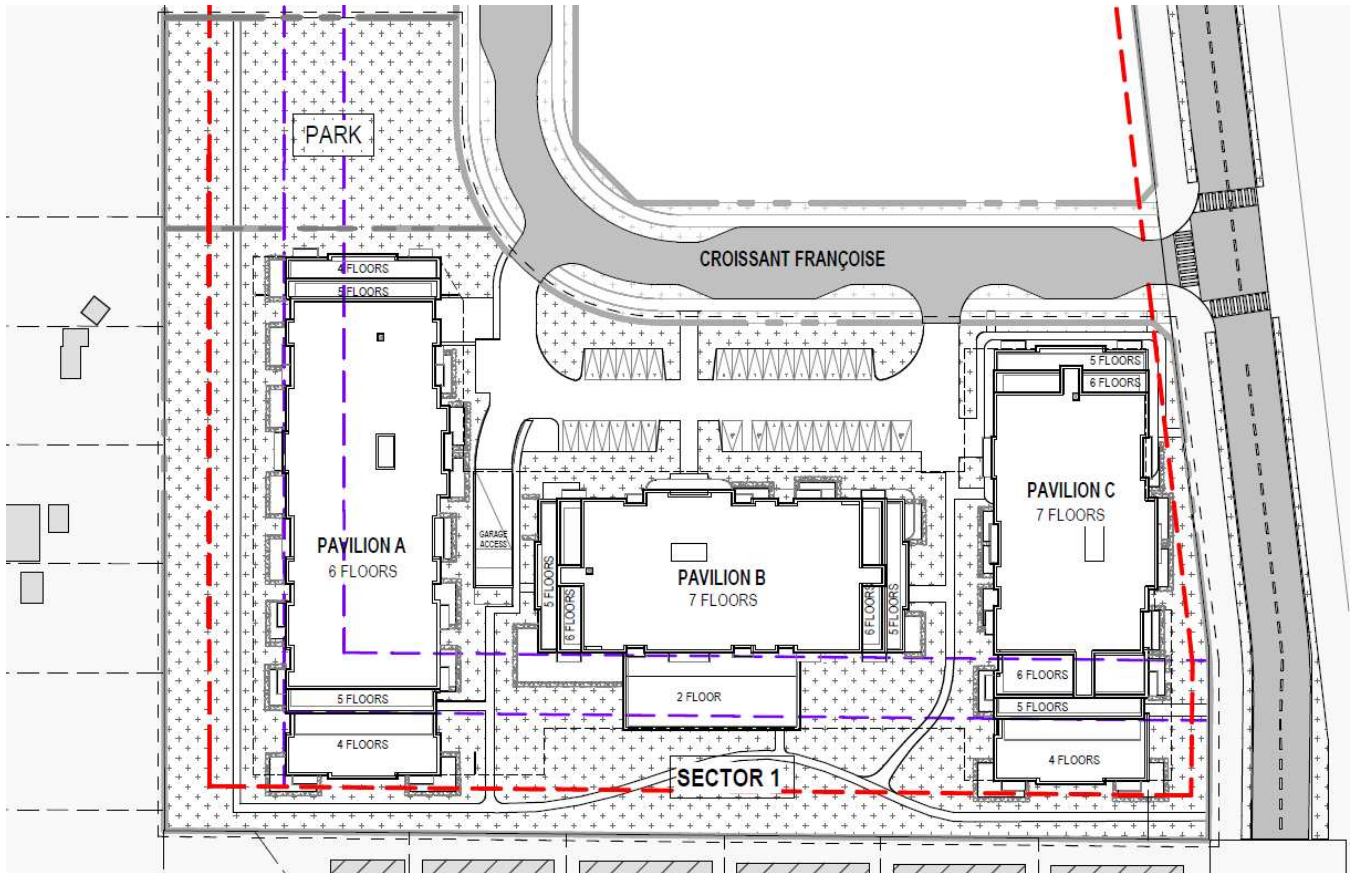 PARK
CROISSANT FRANÇOISE
4 FLOORS
5 FLOORS
5 FLOORS
6 FLOORS
PAVILION A
6 FLOORS
GARAGE
ACCESS
5 FLOORS
6 FLOORS
PAVILION B
7 FLOORS
6 FLOORS
5 FLOORS
PAVILION C
7 FLOORS
5 FLOORS
4 FLOORS
2 FLOOR
6 FLOORS
5 FLOORS
4 FLOORS
SECTOR 1